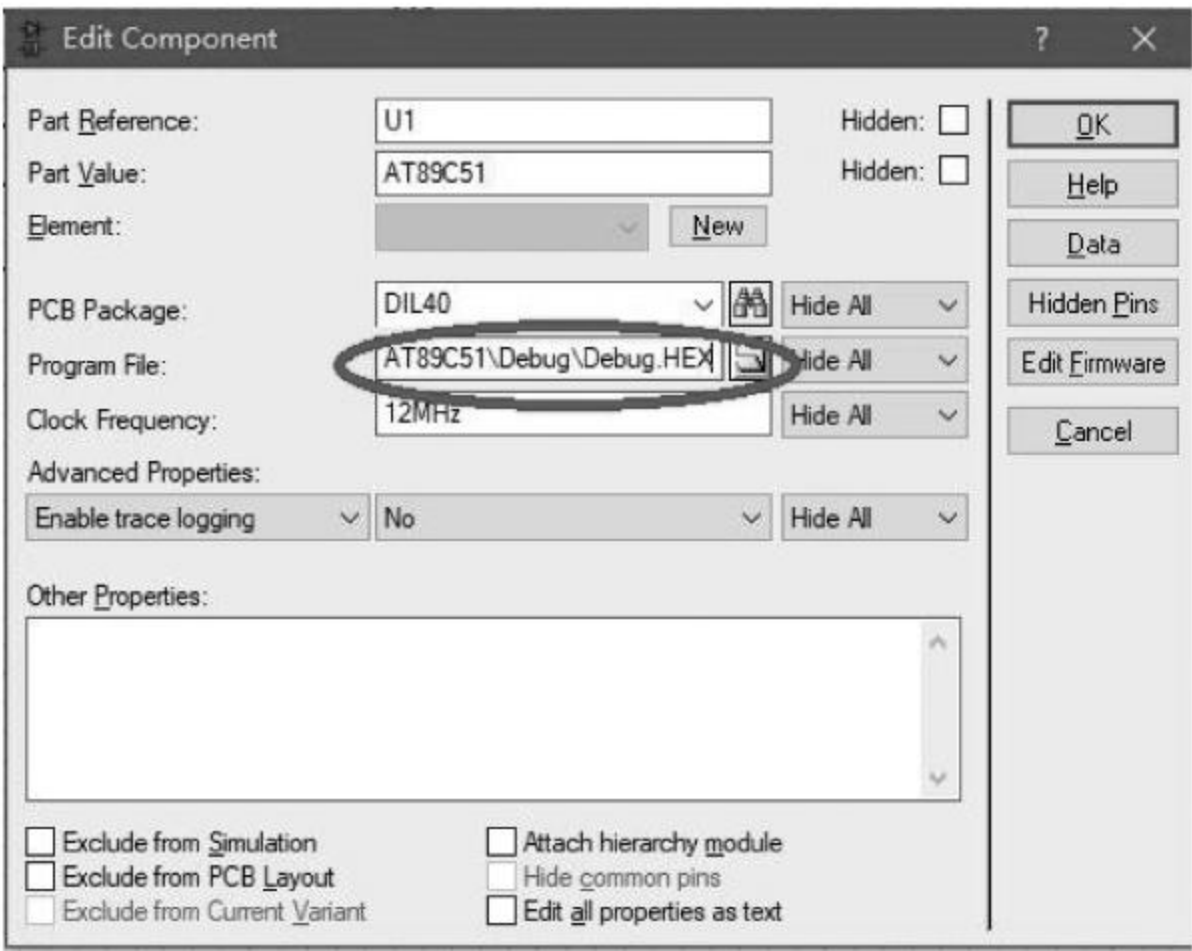 Edit Component ? ×
Part Reference: U1 Hidden: OK
Part Value: AT89C51 Hidden: Help
Element: New Data
PCB Package: DIL40 Hide All Hidden Pins
Program File: AT89C51\Debug\Debug.HEX Hide All Edit Firmware
Clock Frequency: 12MHz Hide All Cancel
Advanced Properties:
Enable trace logging No Hide All
Other Properties:
Exclude from Simulation Attach hierarchy module
Exclude from PCB Layout Hide common pins
Exclude from Current Variant Edit all properties as text